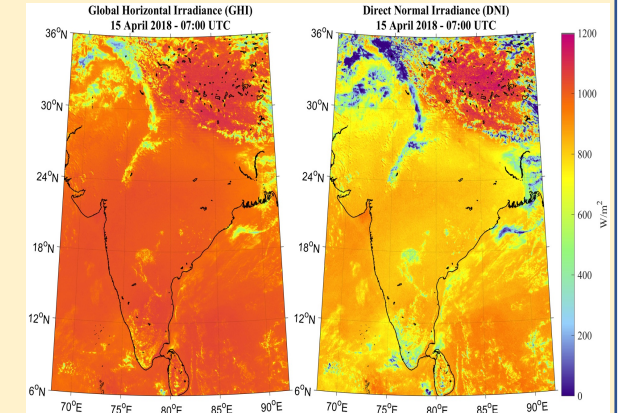 Global Horizontal Irradiance (GHI)
15 April 2018 - 07:00 UTC
36°N
30°N
24°N
18°N
12°N
6°N
70°E 75°E 80°E 85°E 90°E
Direct Normal Irradiance (DNI)
15 April 2018 - 07:00 UTC
36°N
30°N
24°N
18°N
12°N
6°N
70°E 75°E 80°E 85°E 90°E
1200
1000
800
600
400
200
0
W/m²